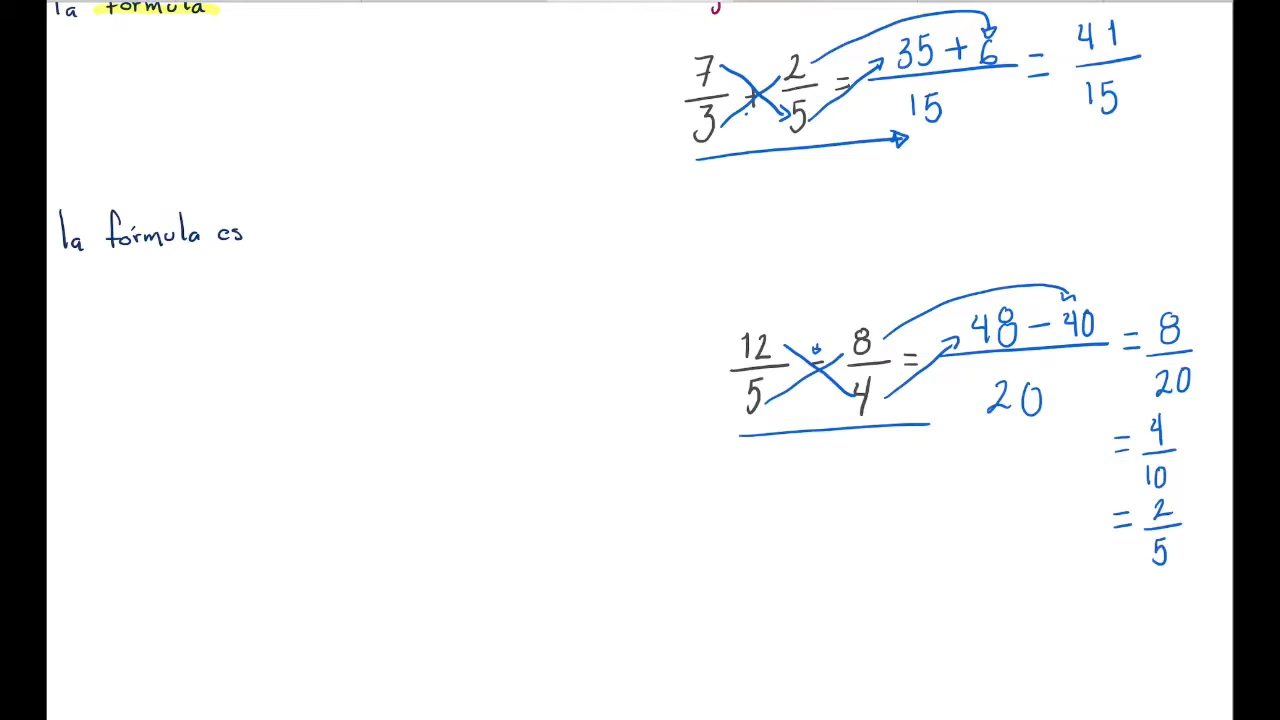 la fórmula
7/3 + 2/5 = 35 + 6/15 = 41/15
la fórmula es
12/5 - 8/4 = 48 - 40/20 = 8/20
= 4/10
= 2/5